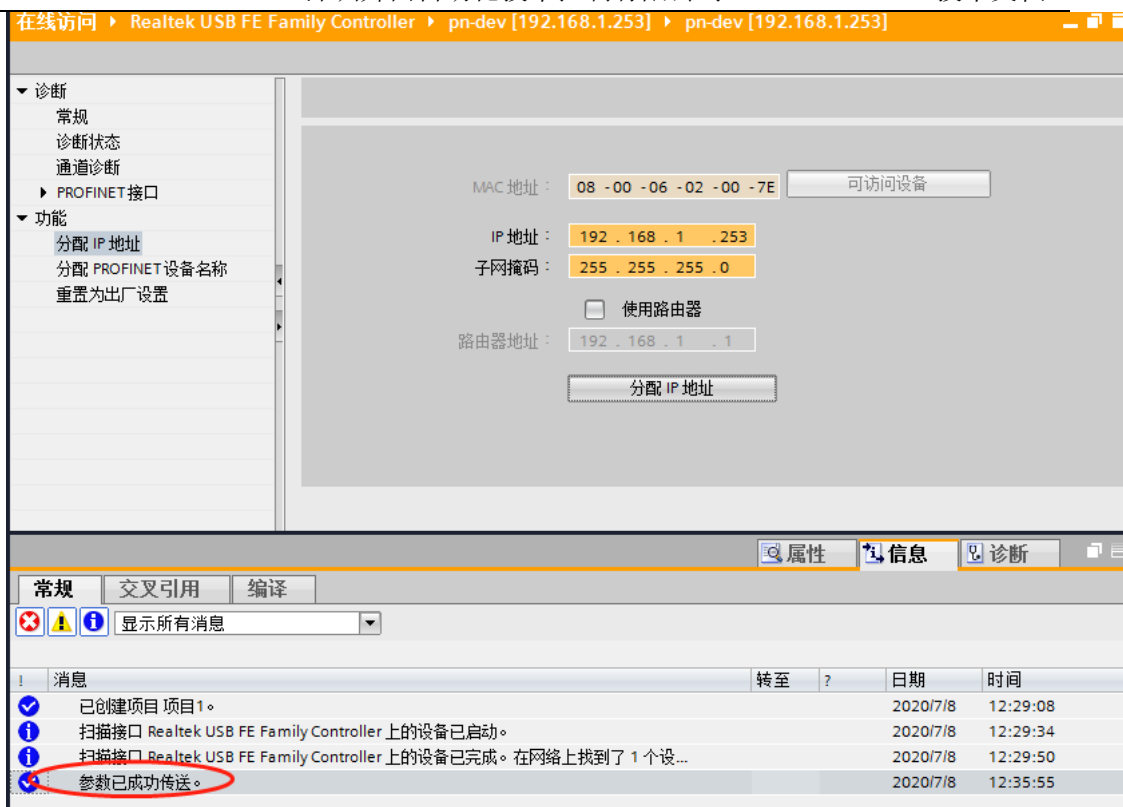 在线访问 ▸ Realtek USB FE Family Controller ▸ pn-dev [192.168.1.253] ▸ pn-dev [192.168.1.253]
诊断
常规
诊断状态
通道诊断
PROFINET接口
功能
分配 IP 地址
分配 PROFINET设备名称
重置为出厂设置
MAC 地址： 08 -00 -06 -02 -00 -7E 可访问设备
IP 地址： 192 . 168 . 1 . 253
子网掩码： 255 . 255 . 255 . 0
使用路由器
路由器地址： 192 . 168 . 1 . 1
分配 IP 地址
属性 信息 诊断
常规 交叉引用 编译
显示所有消息
! 消息 转至 ? 日期 时间
已创建项目 项目1。 2020/7/8 12:29:08
扫描接口 Realtek USB FE Family Controller 上的设备已启动。 2020/7/8 12:29:34
扫描接口 Realtek USB FE Family Controller 上的设备已完成。在网络上找到了 1 个设... 2020/7/8 12:29:50
参数已成功传送。 2020/7/8 12:35:55